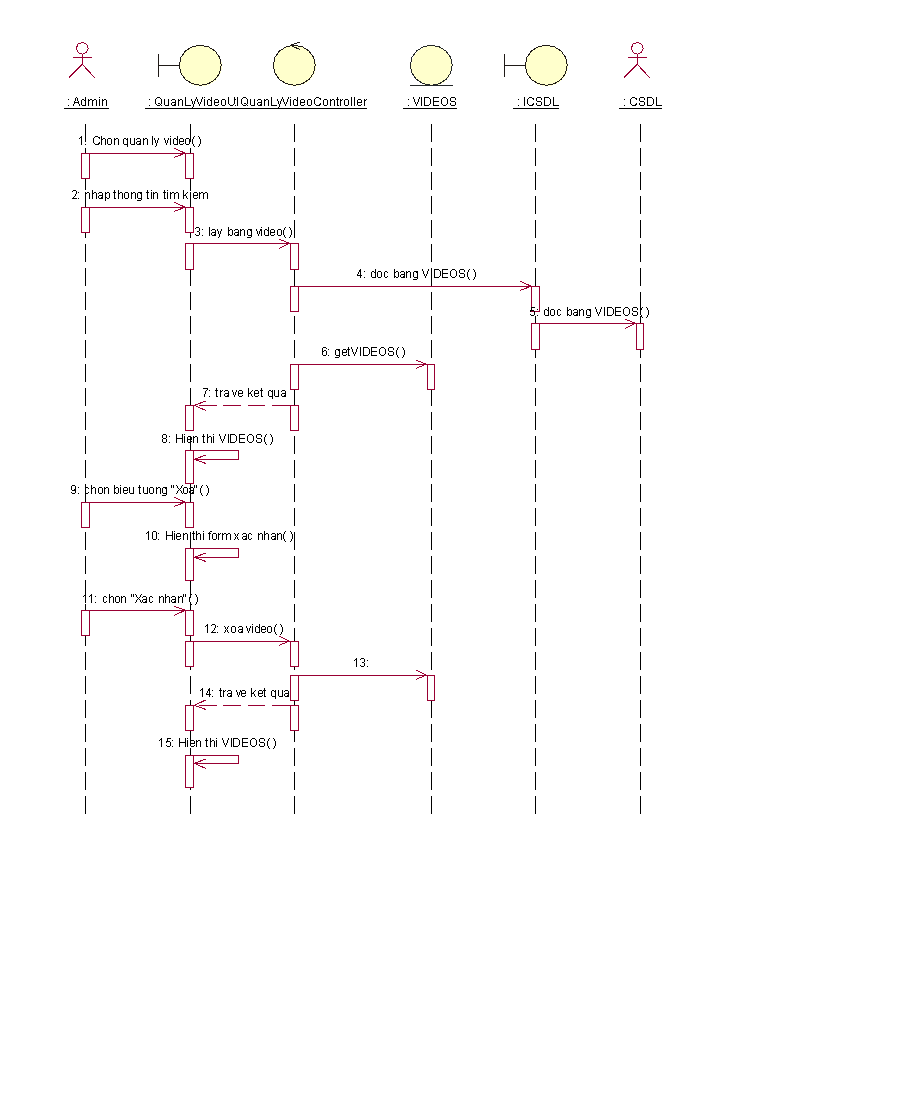 : Admin
: QuanLyVideoUI
QuanLyVideoController
: VIDEOS
: ICSDL
: CSDL
1: Chon quan ly video( )
2: nhap thong tin tim kiem
3: lay bang video( )
4: doc bang VIDEOS( )
5: doc bang VIDEOS( )
6: getVIDEOS( )
7: tra ve ket qua
8: Hien thi VIDEOS( )
9: chon bieu tuong "Xoa"( )
10: Hien thi form xac nhan( )
11: chon "Xac nhan"( )
12: xoa video( )
13:
14: tra ve ket qua
15: Hien thi VIDEOS( )